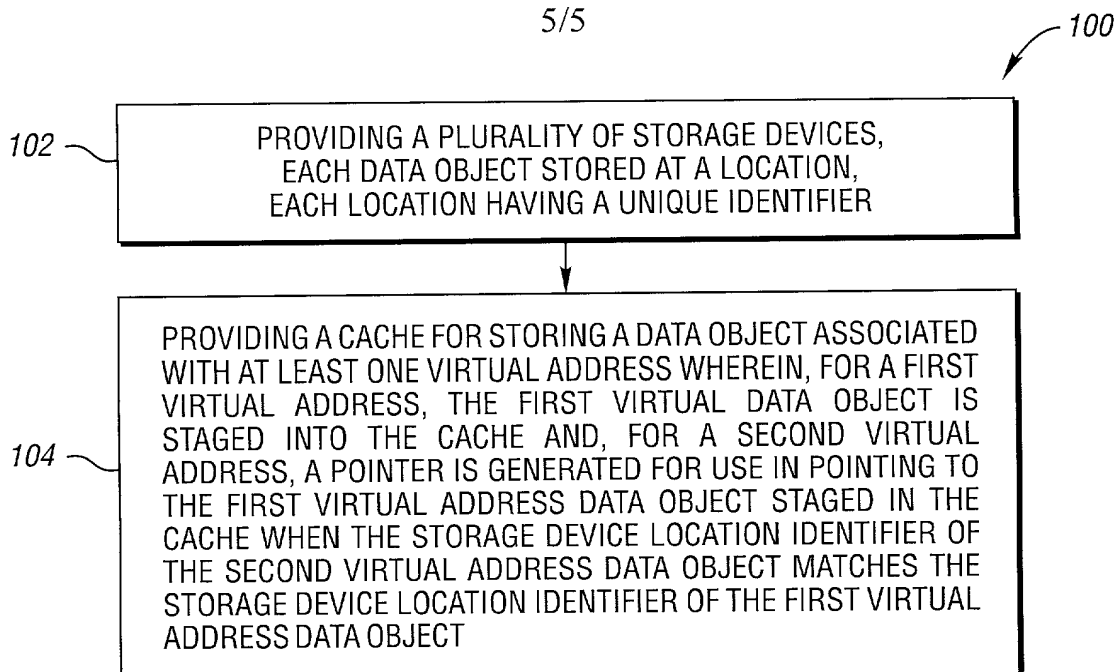 5/5
100
102
PROVIDING A PLURALITY OF STORAGE DEVICES,
EACH DATA OBJECT STORED AT A LOCATION,
EACH LOCATION HAVING A UNIQUE IDENTIFIER
104
PROVIDING A CACHE FOR STORING A DATA OBJECT ASSOCIATED
WITH AT LEAST ONE VIRTUAL ADDRESS WHEREIN, FOR A FIRST
VIRTUAL ADDRESS, THE FIRST VIRTUAL DATA OBJECT IS
STAGED INTO THE CACHE AND, FOR A SECOND VIRTUAL
ADDRESS, A POINTER IS GENERATED FOR USE IN POINTING TO
THE FIRST VIRTUAL ADDRESS DATA OBJECT STAGED IN THE
CACHE WHEN THE STORAGE DEVICE LOCATION IDENTIFIER OF
THE SECOND VIRTUAL ADDRESS DATA OBJECT MATCHES THE
STORAGE DEVICE LOCATION IDENTIFIER OF THE FIRST VIRTUAL
ADDRESS DATA OBJECT